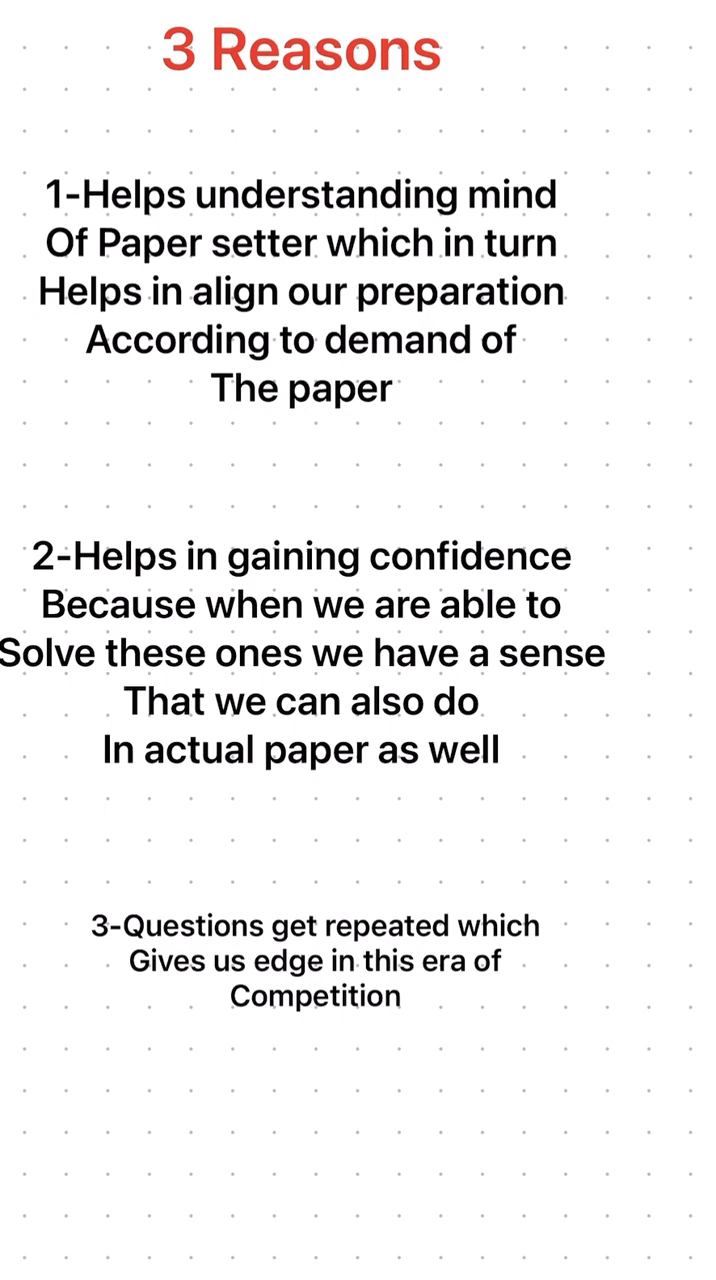 3 Reasons
1-Helps understanding mind
Of Paper setter which in turn
Helps in align our preparation
According to demand of
The paper
2-Helps in gaining confidence
Because when we are able to
Solve these ones we have a sense
That we can also do
In actual paper as well
3-Questions get repeated which
Gives us edge in this era of
Competition